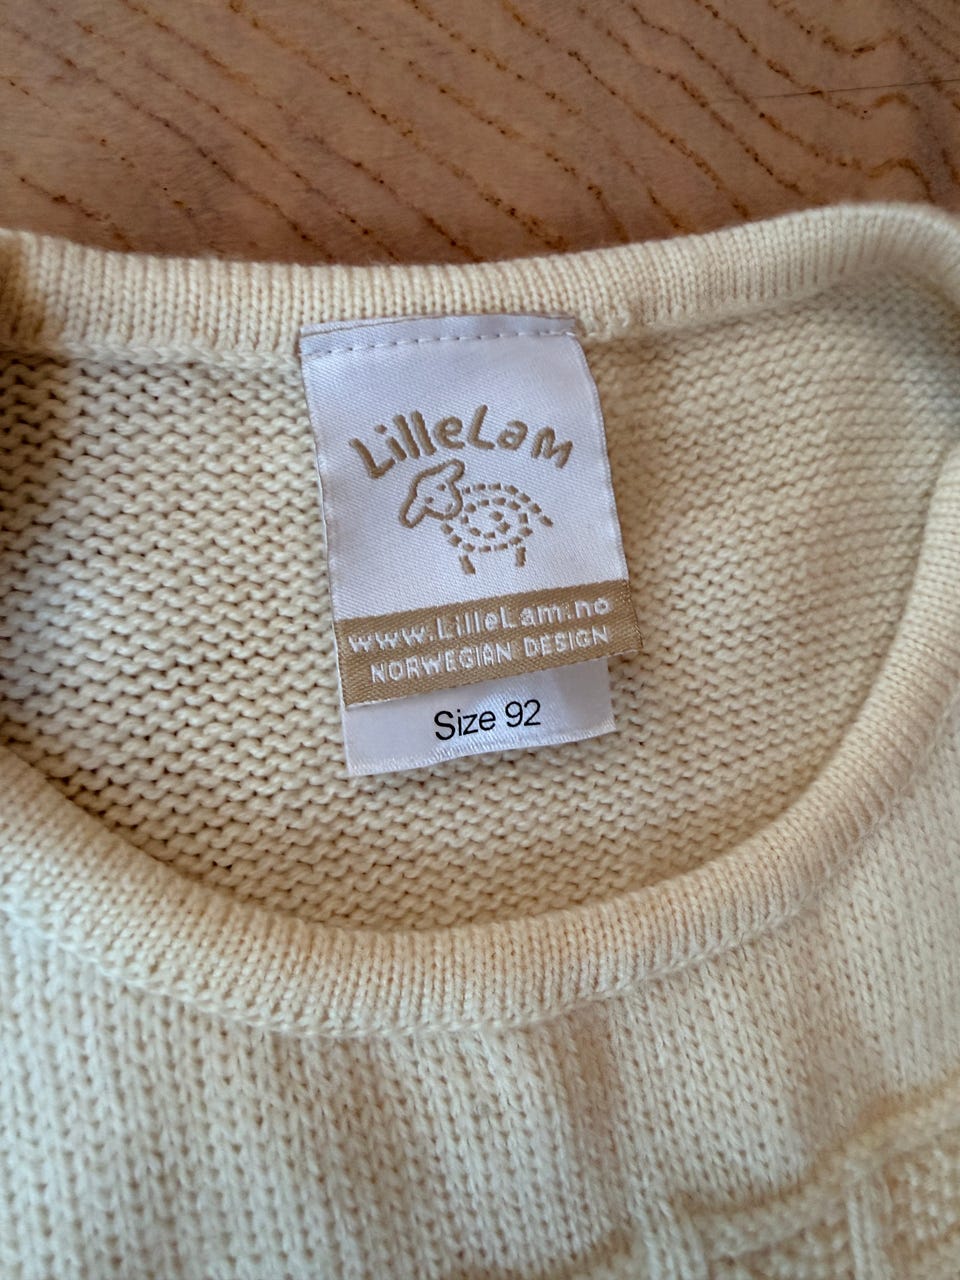 LilleLam
www.LilleLam.no
NORWEGIAN DESIGN
Size 92